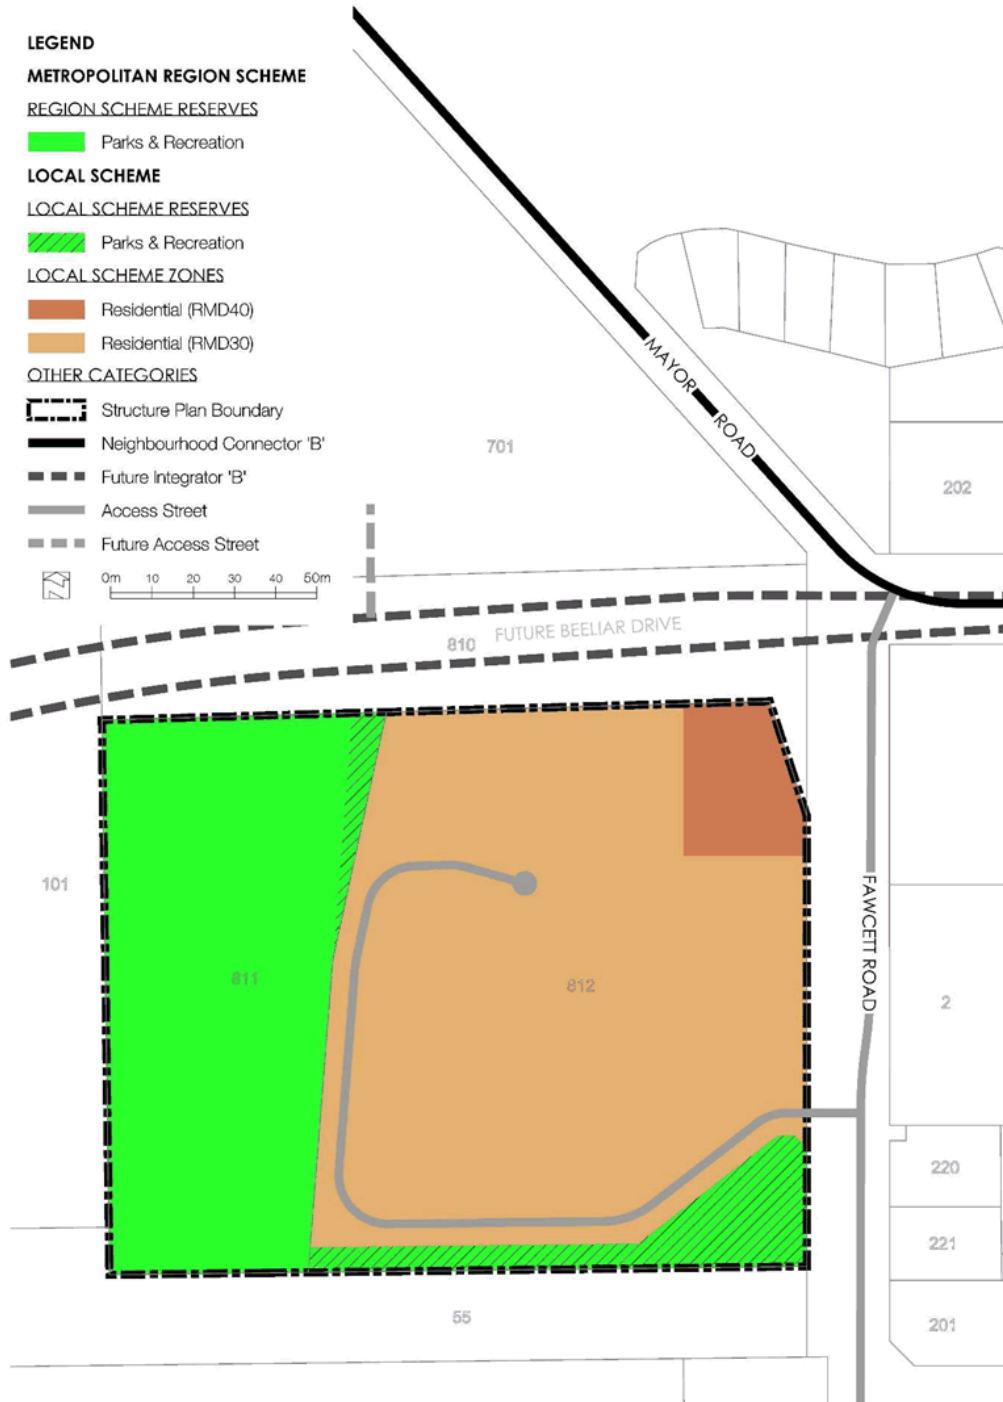 LEGEND
METROPOLITAN REGION SCHEME
REGION SCHEME RESERVES
Parks & Recreation
LOCAL SCHEME
LOCAL SCHEME RESERVES
Parks & Recreation
LOCAL SCHEME ZONES
Residential (RMD40)
Residential (RMD30)
OTHER CATEGORIES
Structure Plan Boundary
Neighbourhood Connector 'B'
Future Integrator 'B'
Access Street
Future Access Street
0m 10 20 30 40 50m
MAYOR ROAD
701
202
810
FUTURE BEELIAR DRIVE
101
811
812
FAWCETT ROAD
2
220
221
201
55